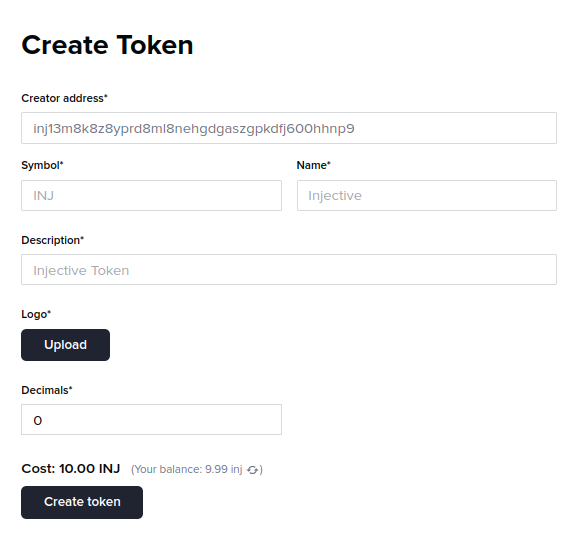 Create Token
Creator address*
inj13m8k8z8yprd8ml8nehgdgaszgpkdfj600hhnp9
Symbol* Name*
INJ Injective
Description*
Injective Token
Logo*
Upload
Decimals*
0
Cost: 10.00 INJ (Your balance: 9.99 inj )
Create token